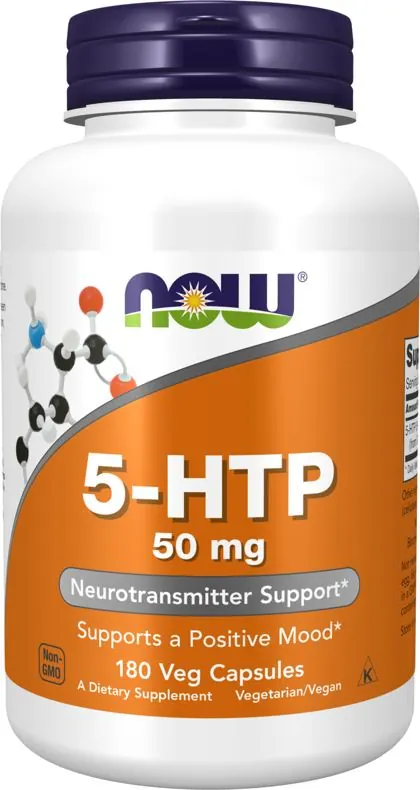 now®
5-HTP
50 mg
Neurotransmitter Support*
Supports a Positive Mood*
180 Veg Capsules
Non-
GMO
A Dietary Supplement
Vegetarian/Vegan
K